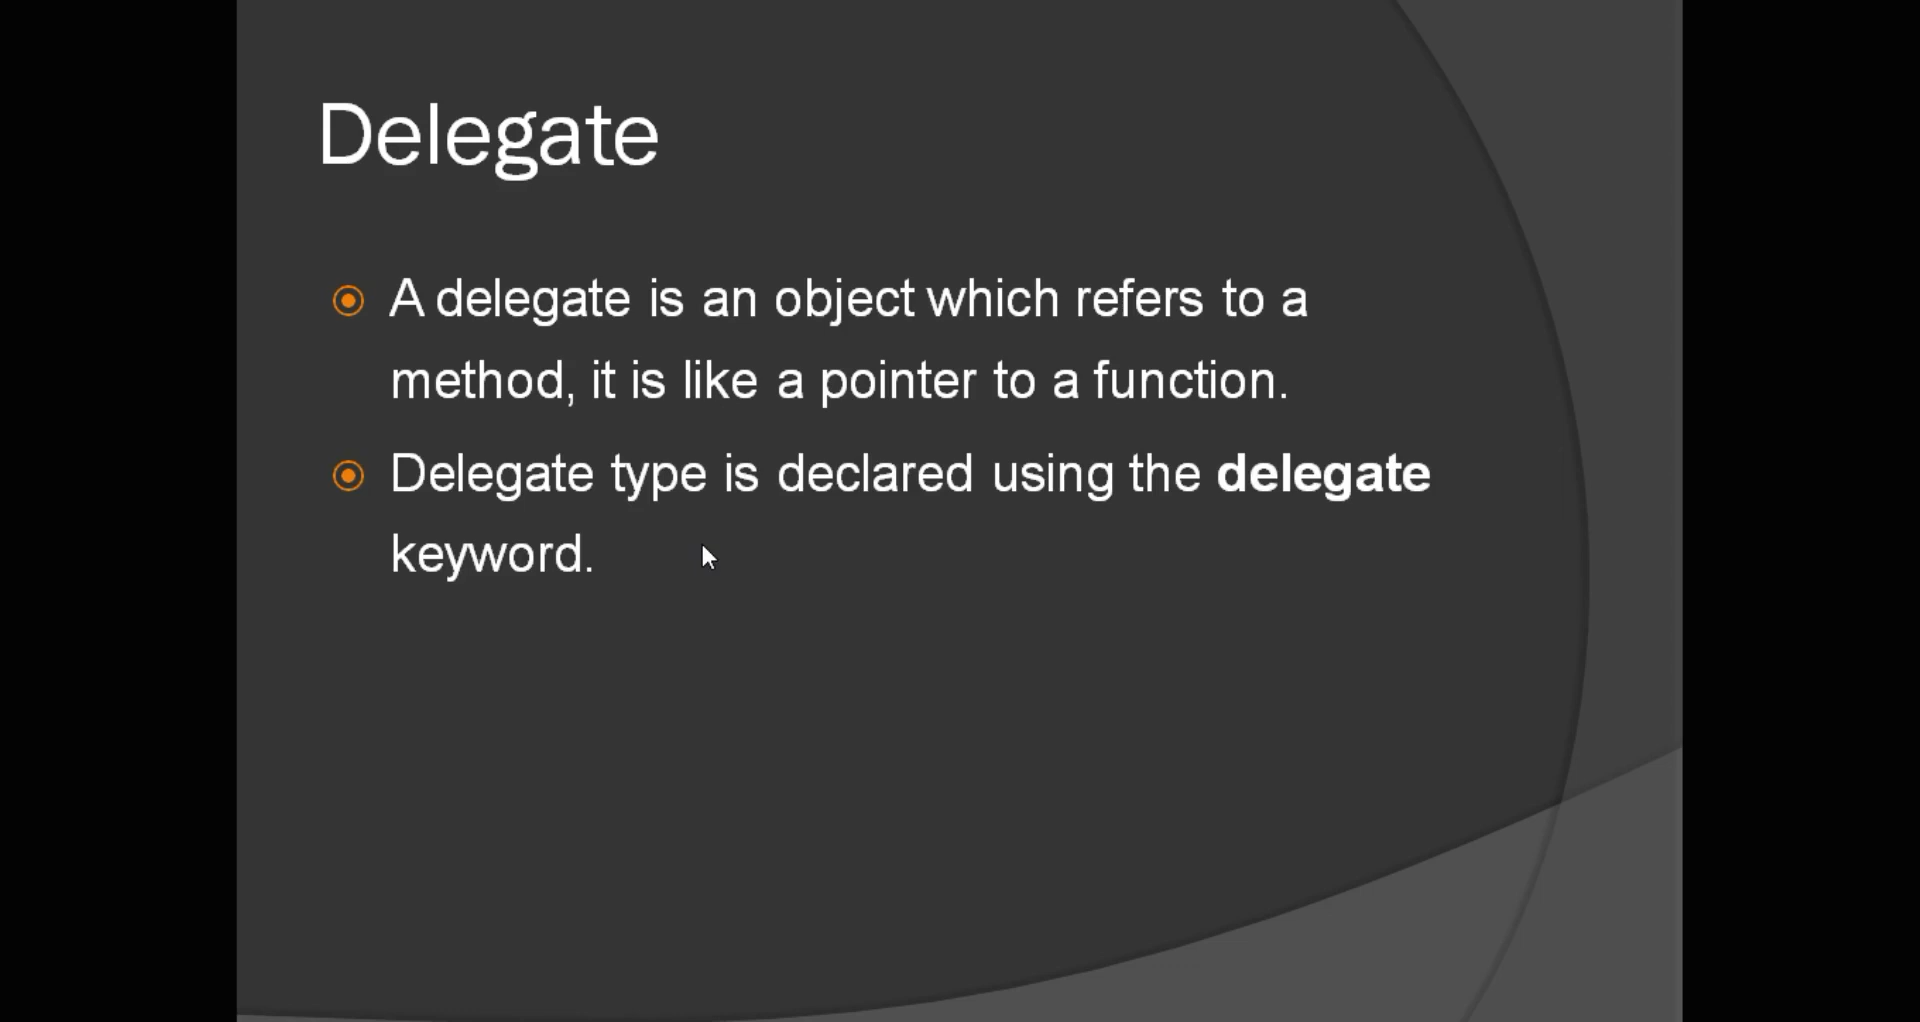 Delegate
A delegate is an object which refers to a
method, it is like a pointer to a function.
Delegate type is declared using the delegate
keyword.